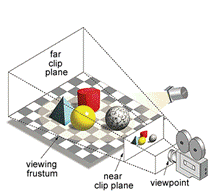 far
clip
plane
viewing
frustum
near
clip plane
viewpoint